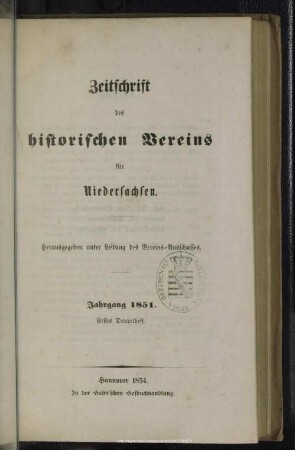 Zeitschrift
des
historischen Vereins
für
Niedersachsen.
Herausgegeben unter Leitung des Vereins-Ausschusses.
Jahrgang 1851.
Erstes Doppelheft.
Hannover 1854.
In der Hahn'schen Hofbuchhandlung.